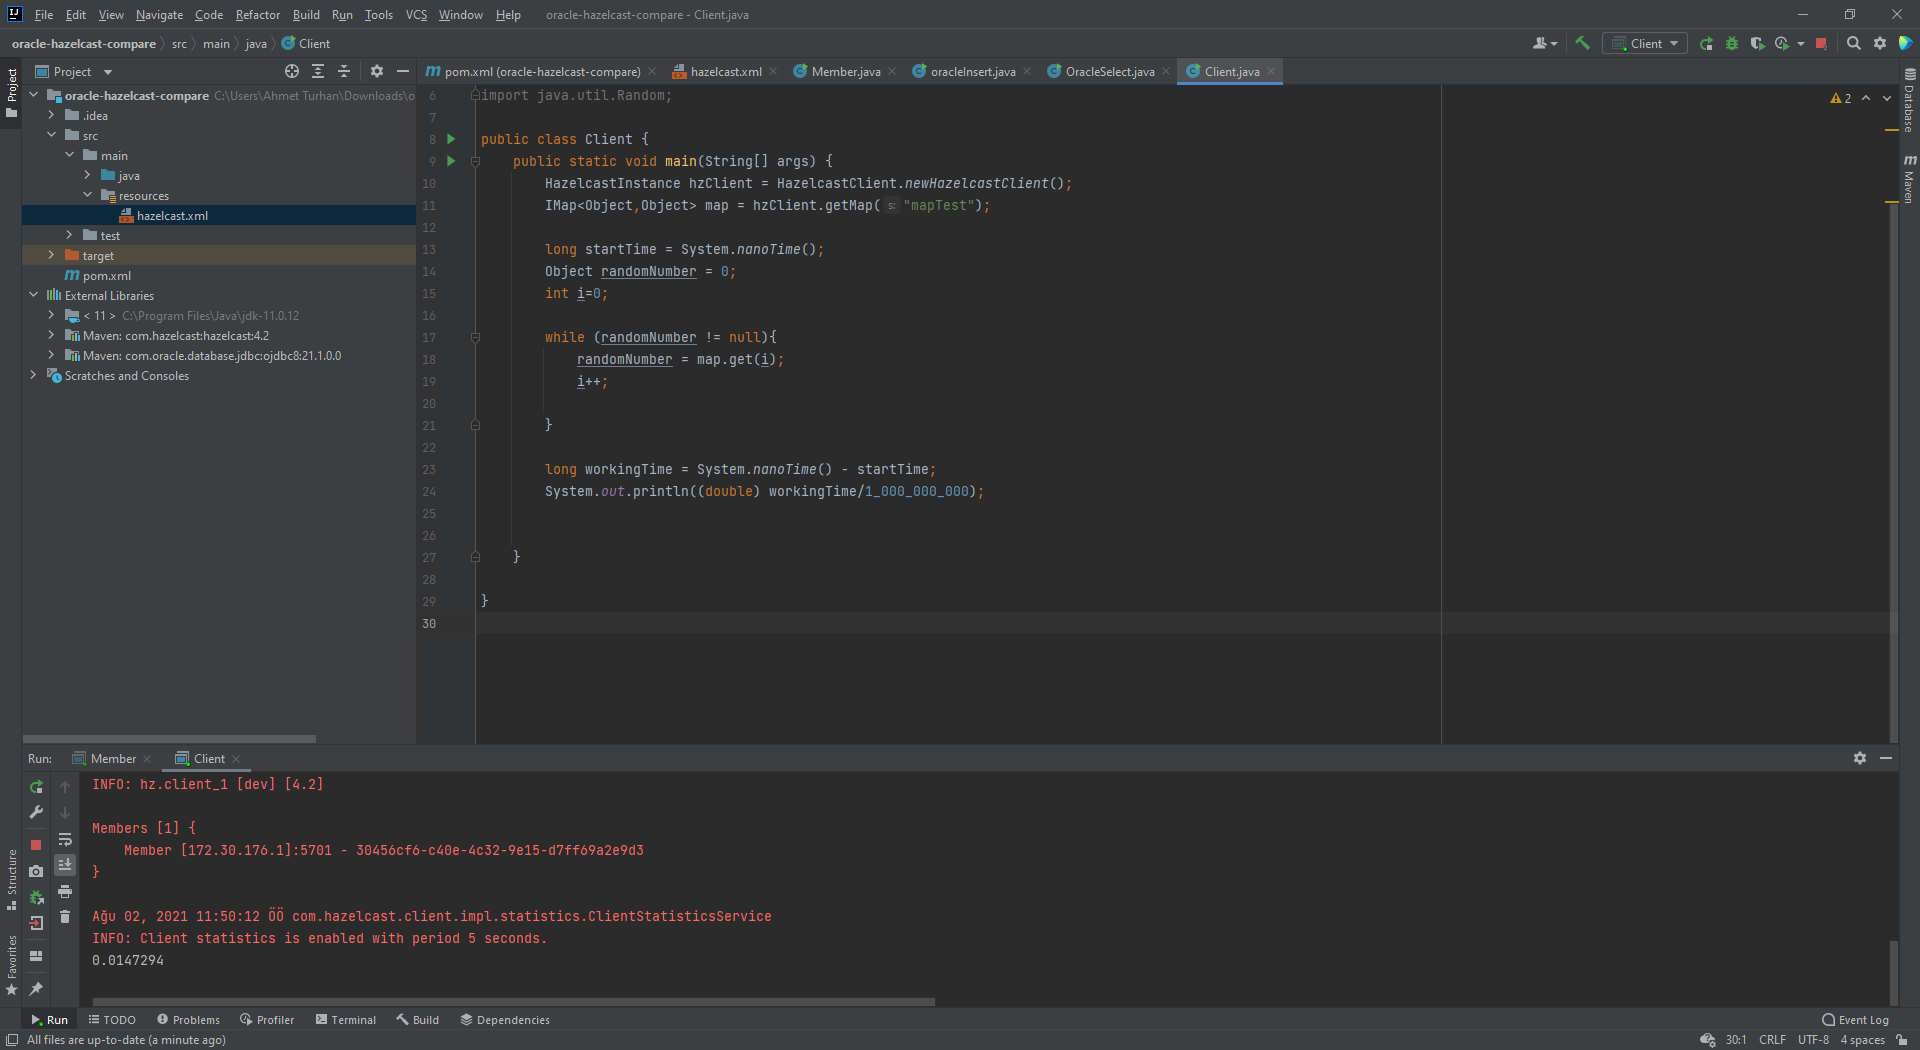 File Edit View Navigate Code Refactor Build Run Tools VCS Window Help oracle-hazelcast-compare - Client.java
oracle-hazelcast-compare src main java Client
Client
Project
pom.xml (oracle-hazelcast-compare) hazelcast.xml Member.java oracleInsert.java OracleSelect.java Client.java
Project
Database
Maven
Structure
Favorites
oracle-hazelcast-compare C:\Users\Ahmet Turhan\Downloads\o
.idea
src
main
java
resources
hazelcast.xml
test
target
pom.xml
External Libraries
< 11 > C:\Program Files\Java\jdk-11.0.12
Maven: com.hazelcast:hazelcast:4.2
Maven: com.oracle.database.jdbc:ojdbc8:21.1.0.0
Scratches and Consoles
2
6 import java.util.Random;
7
8 public class Client {
9 public static void main(String[] args) {
10 HazelcastInstance hzClient = HazelcastClient.newHazelcastClient();
11 IMap<Object,Object> map = hzClient.getMap( s: "mapTest");
12
13 long startTime = System.nanoTime();
14 Object randomNumber = 0;
15 int i=0;
16
17 while (randomNumber != null){
18 randomNumber = map.get(i);
19 i++;
20
21 }
22
23 long workingTime = System.nanoTime() - startTime;
24 System.out.println((double) workingTime/1_000_000_000);
25
26
27 }
28
29 }
30
Run: Member Client
INFO: hz.client_1 [dev] [4.2]
Members [1] {
Member [172.30.176.1]:5701 - 30456cf6-c40e-4c32-9e15-d7ff69a2e9d3
}
Ağu 02, 2021 11:50:12 ÖÖ com.hazelcast.client.impl.statistics.ClientStatisticsService
INFO: Client statistics is enabled with period 5 seconds.
0.0147294
Run TODO Problems Profiler Terminal Build Dependencies Event Log
All files are up-to-date (a minute ago) 30:1 CRLF UTF-8 4 spaces